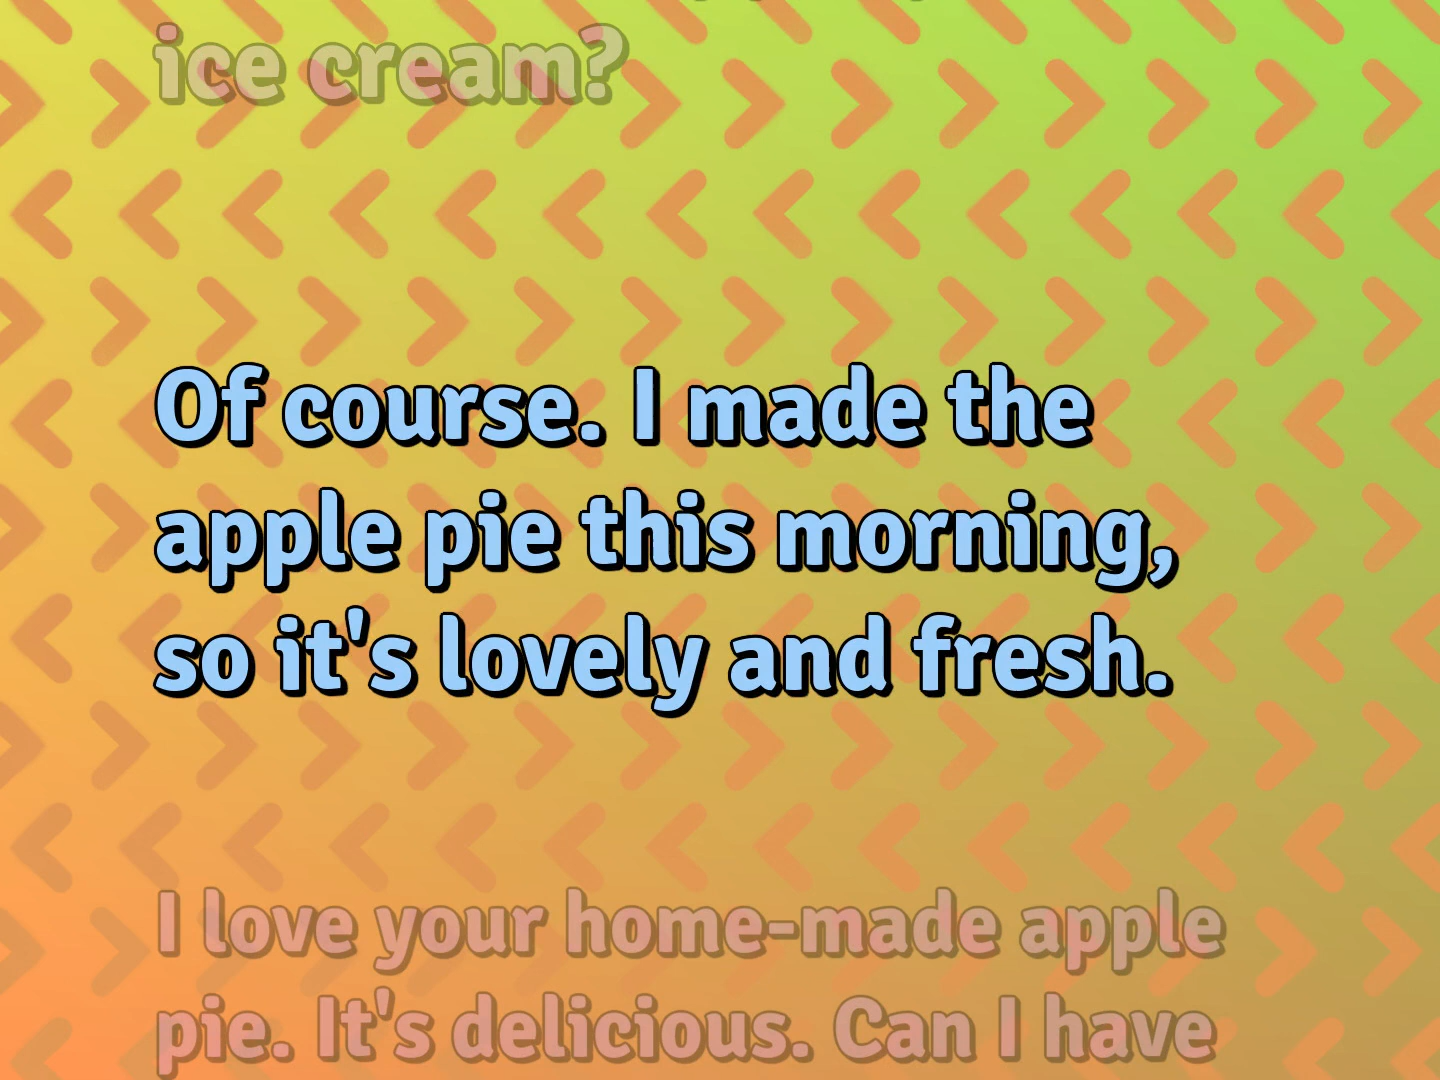 ice cream?
Of course. I made the
apple pie this morning,
so it's lovely and fresh.
I love your home-made apple
pie. It's delicious. Can I have